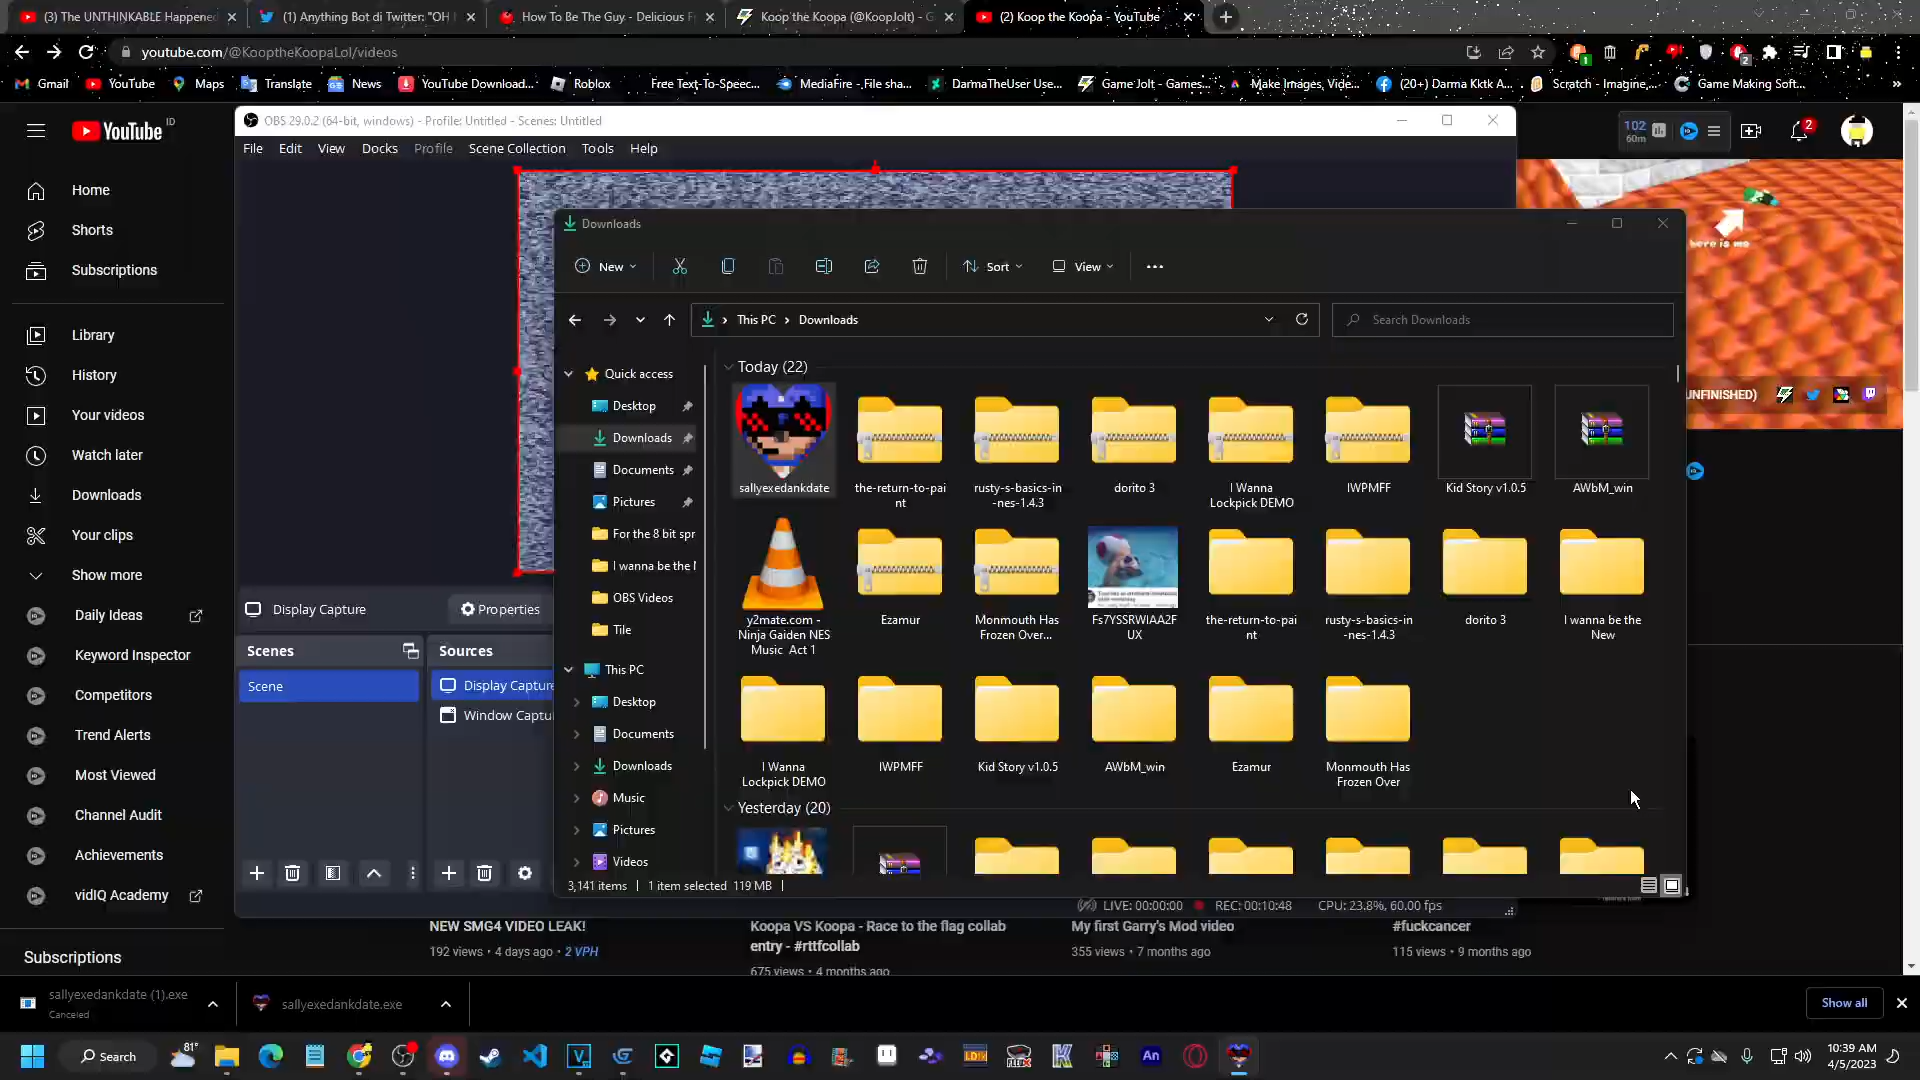 (3) The UNTHINKABLE Happened
(1) Anything Bot di Twitter: "OH
How To Be The Guy - Delicious F
Koop the Koopa (@KoopJolt) - G
(2) Koop the Koopa - YouTube
youtube.com/@KooptheKoopaLol/videos
Gmail
YouTube
Maps
Translate
News
YouTube Download...
Roblox
Free Text-To-Speec...
MediaFire - File sha...
DarmaTheUser Use...
Game Jolt - Games...
Make Images, Vide...
(20+) Darma Kktk A...
Scratch - Imagine,...
Game Making Soft...
YouTube ID
Home
Shorts
Subscriptions
Library
History
Your videos
Watch later
Downloads
Your clips
Show more
Daily Ideas
Keyword Inspector
Competitors
Trend Alerts
Most Viewed
Channel Audit
Achievements
vidIQ Academy
Subscriptions
OBS 29.0.2 (64-bit, windows) - Profile: Untitled - Scenes: Untitled
File Edit View Docks Profile Scene Collection Tools Help
102
60m
2
here is me
UNFINISHED)
Display Capture
Properties
Scenes
Scene
Sources
Display Capture
Window Captu
Downloads
New
Sort
View
This PC > Downloads
Search Downloads
Quick access
Desktop
Downloads
Documents
Pictures
For the 8 bit spr
I wanna be the
OBS Videos
Tile
This PC
Desktop
Documents
Downloads
Music
Pictures
Videos
Today (22)
sallyexedankdate
the-return-to-pai
nt
rusty-s-basics-in
-nes-1.4.3
dorito 3
I Wanna
Lockpick DEMO
IWPMFF
Kid Story v1.0.5
AWbM_win
y2mate.com -
Ninja Gaiden NES
Music Act 1
Ezamur
Monmouth Has
Frozen Over...
Fs7YSSRWIAA2F
UX
the-return-to-pai
nt
rusty-s-basics-in
-nes-1.4.3
dorito 3
I wanna be the
New
I Wanna
Lockpick DEMO
IWPMFF
Kid Story v1.0.5
AWbM_win
Ezamur
Monmouth Has
Frozen Over
Yesterday (20)
3,141 items
1 item selected 119 MB
LIVE: 00:00:00
REC: 00:10:48
CPU: 23.8%, 60.00 fps
NEW SMG4 VIDEO LEAK!
192 views • 4 days ago • 2 VPH
Koopa VS Koopa - Race to the flag collab
entry - #rttfcollab
675 views • 4 months ago
My first Garry's Mod video
355 views • 7 months ago
#fuckcancer
115 views • 9 months ago
sallyexedankdate (1).exe
Canceled
sallyexedankdate.exe
Show all
81°
Search
10:39 AM
4/5/2023